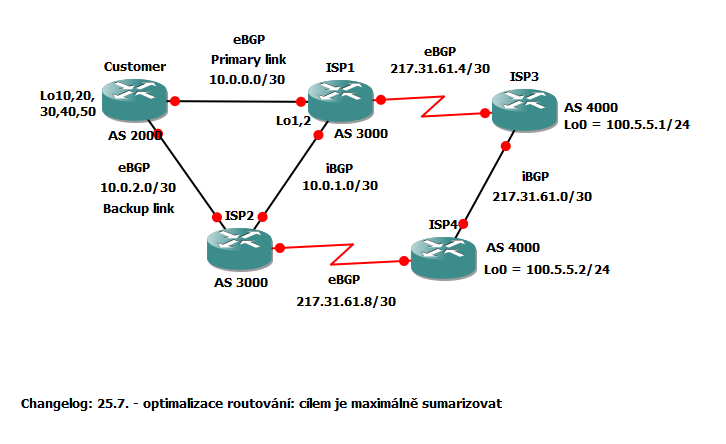 eBGP
Primary link
10.0.0.0/30
Customer
ISP1
eBGP
217.31.61.4/30
ISP3
Lo10,20,
30,40,50
AS 2000
Lo1,2
AS 3000
AS 4000
Lo0 = 100.5.5.1/24
eBGP
10.0.2.0/30
Backup link
iBGP
10.0.1.0/30
iBGP
217.31.61.0/30
ISP2
AS 3000
ISP4
AS 4000
Lo0 = 100.5.5.2/24
eBGP
217.31.61.8/30
Changelog: 25.7. - optimalizace routování: cílem je maximálně sumarizovat